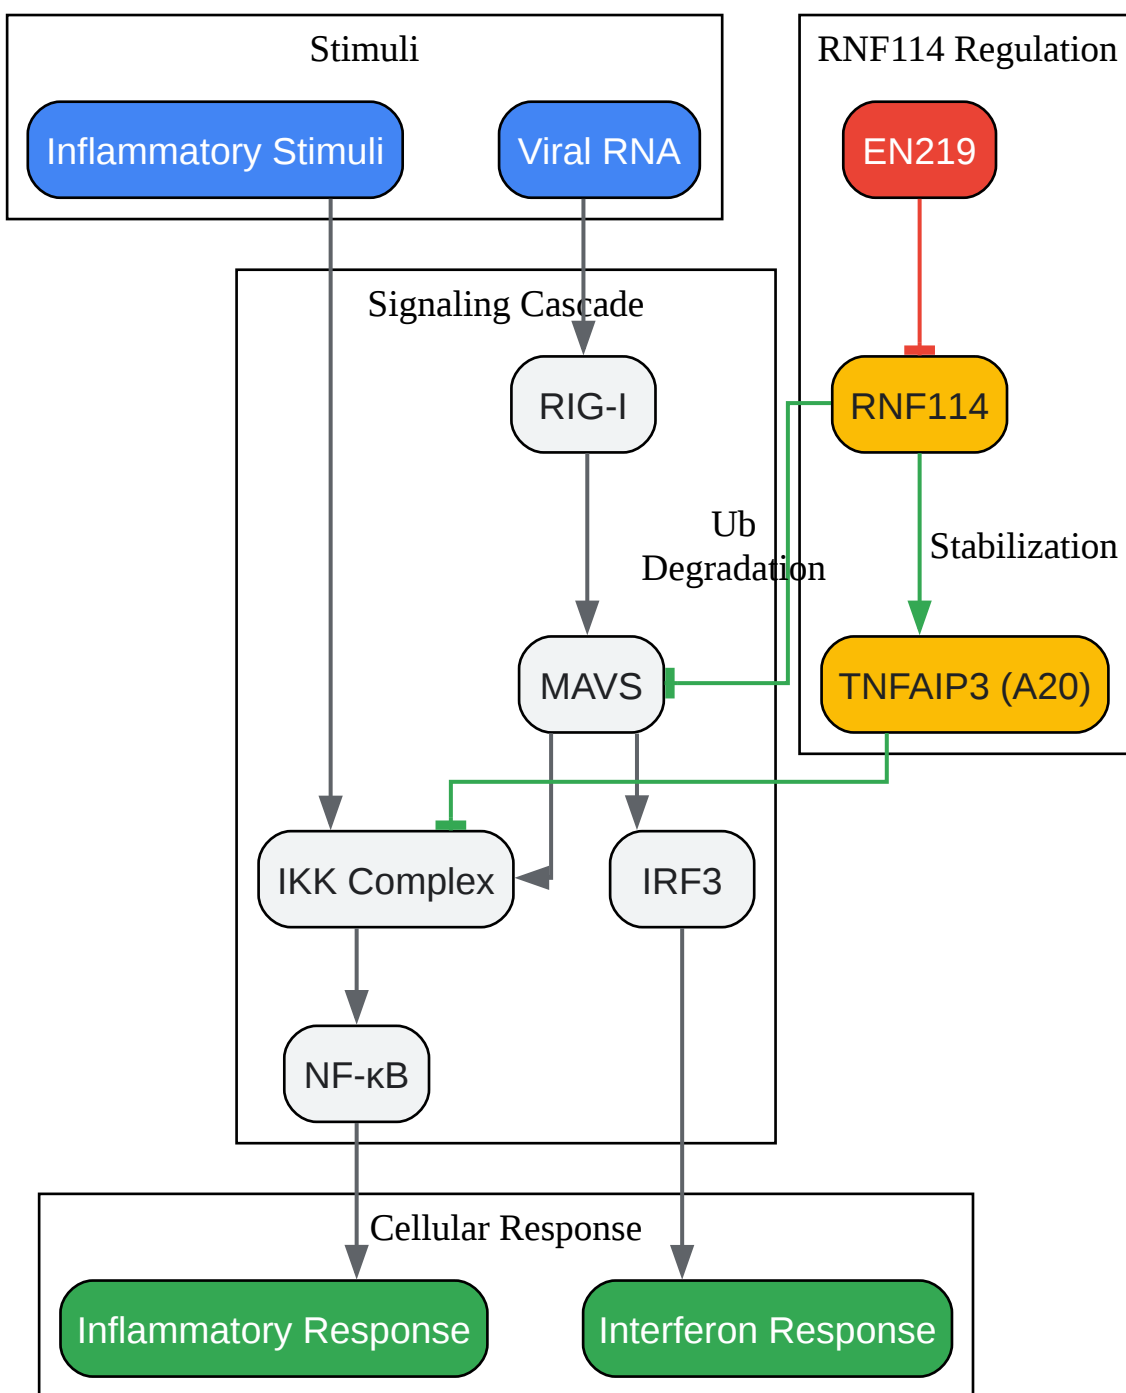 Stimuli
RNF114 Regulation
Inflammatory Stimuli
Viral RNA
EN219
Signaling Cascade
RIG-I
RNF114
Ub
Degradation
Stabilization
MAVS
TNFAIP3 (A20)
IKK Complex
IRF3
NF-κB
Cellular Response
Inflammatory Response
Interferon Response